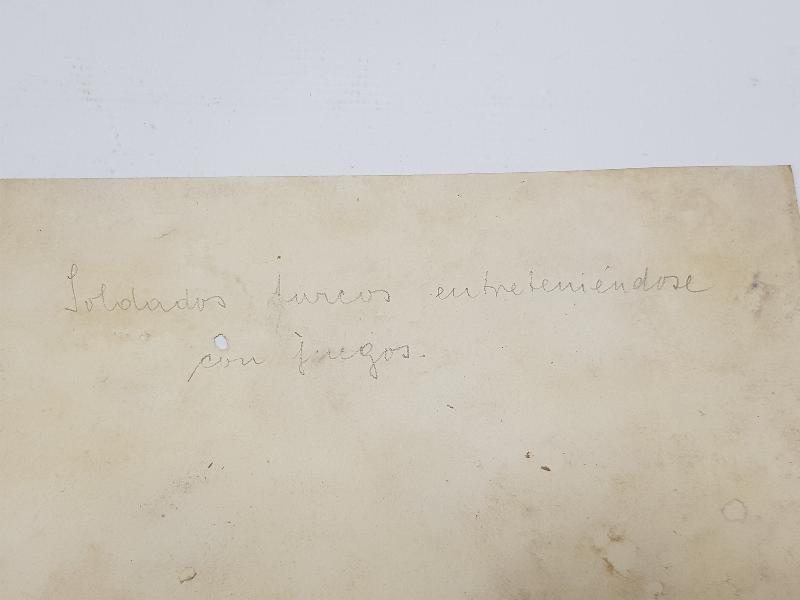 Soldados turcos entreteniéndose
con juegos.